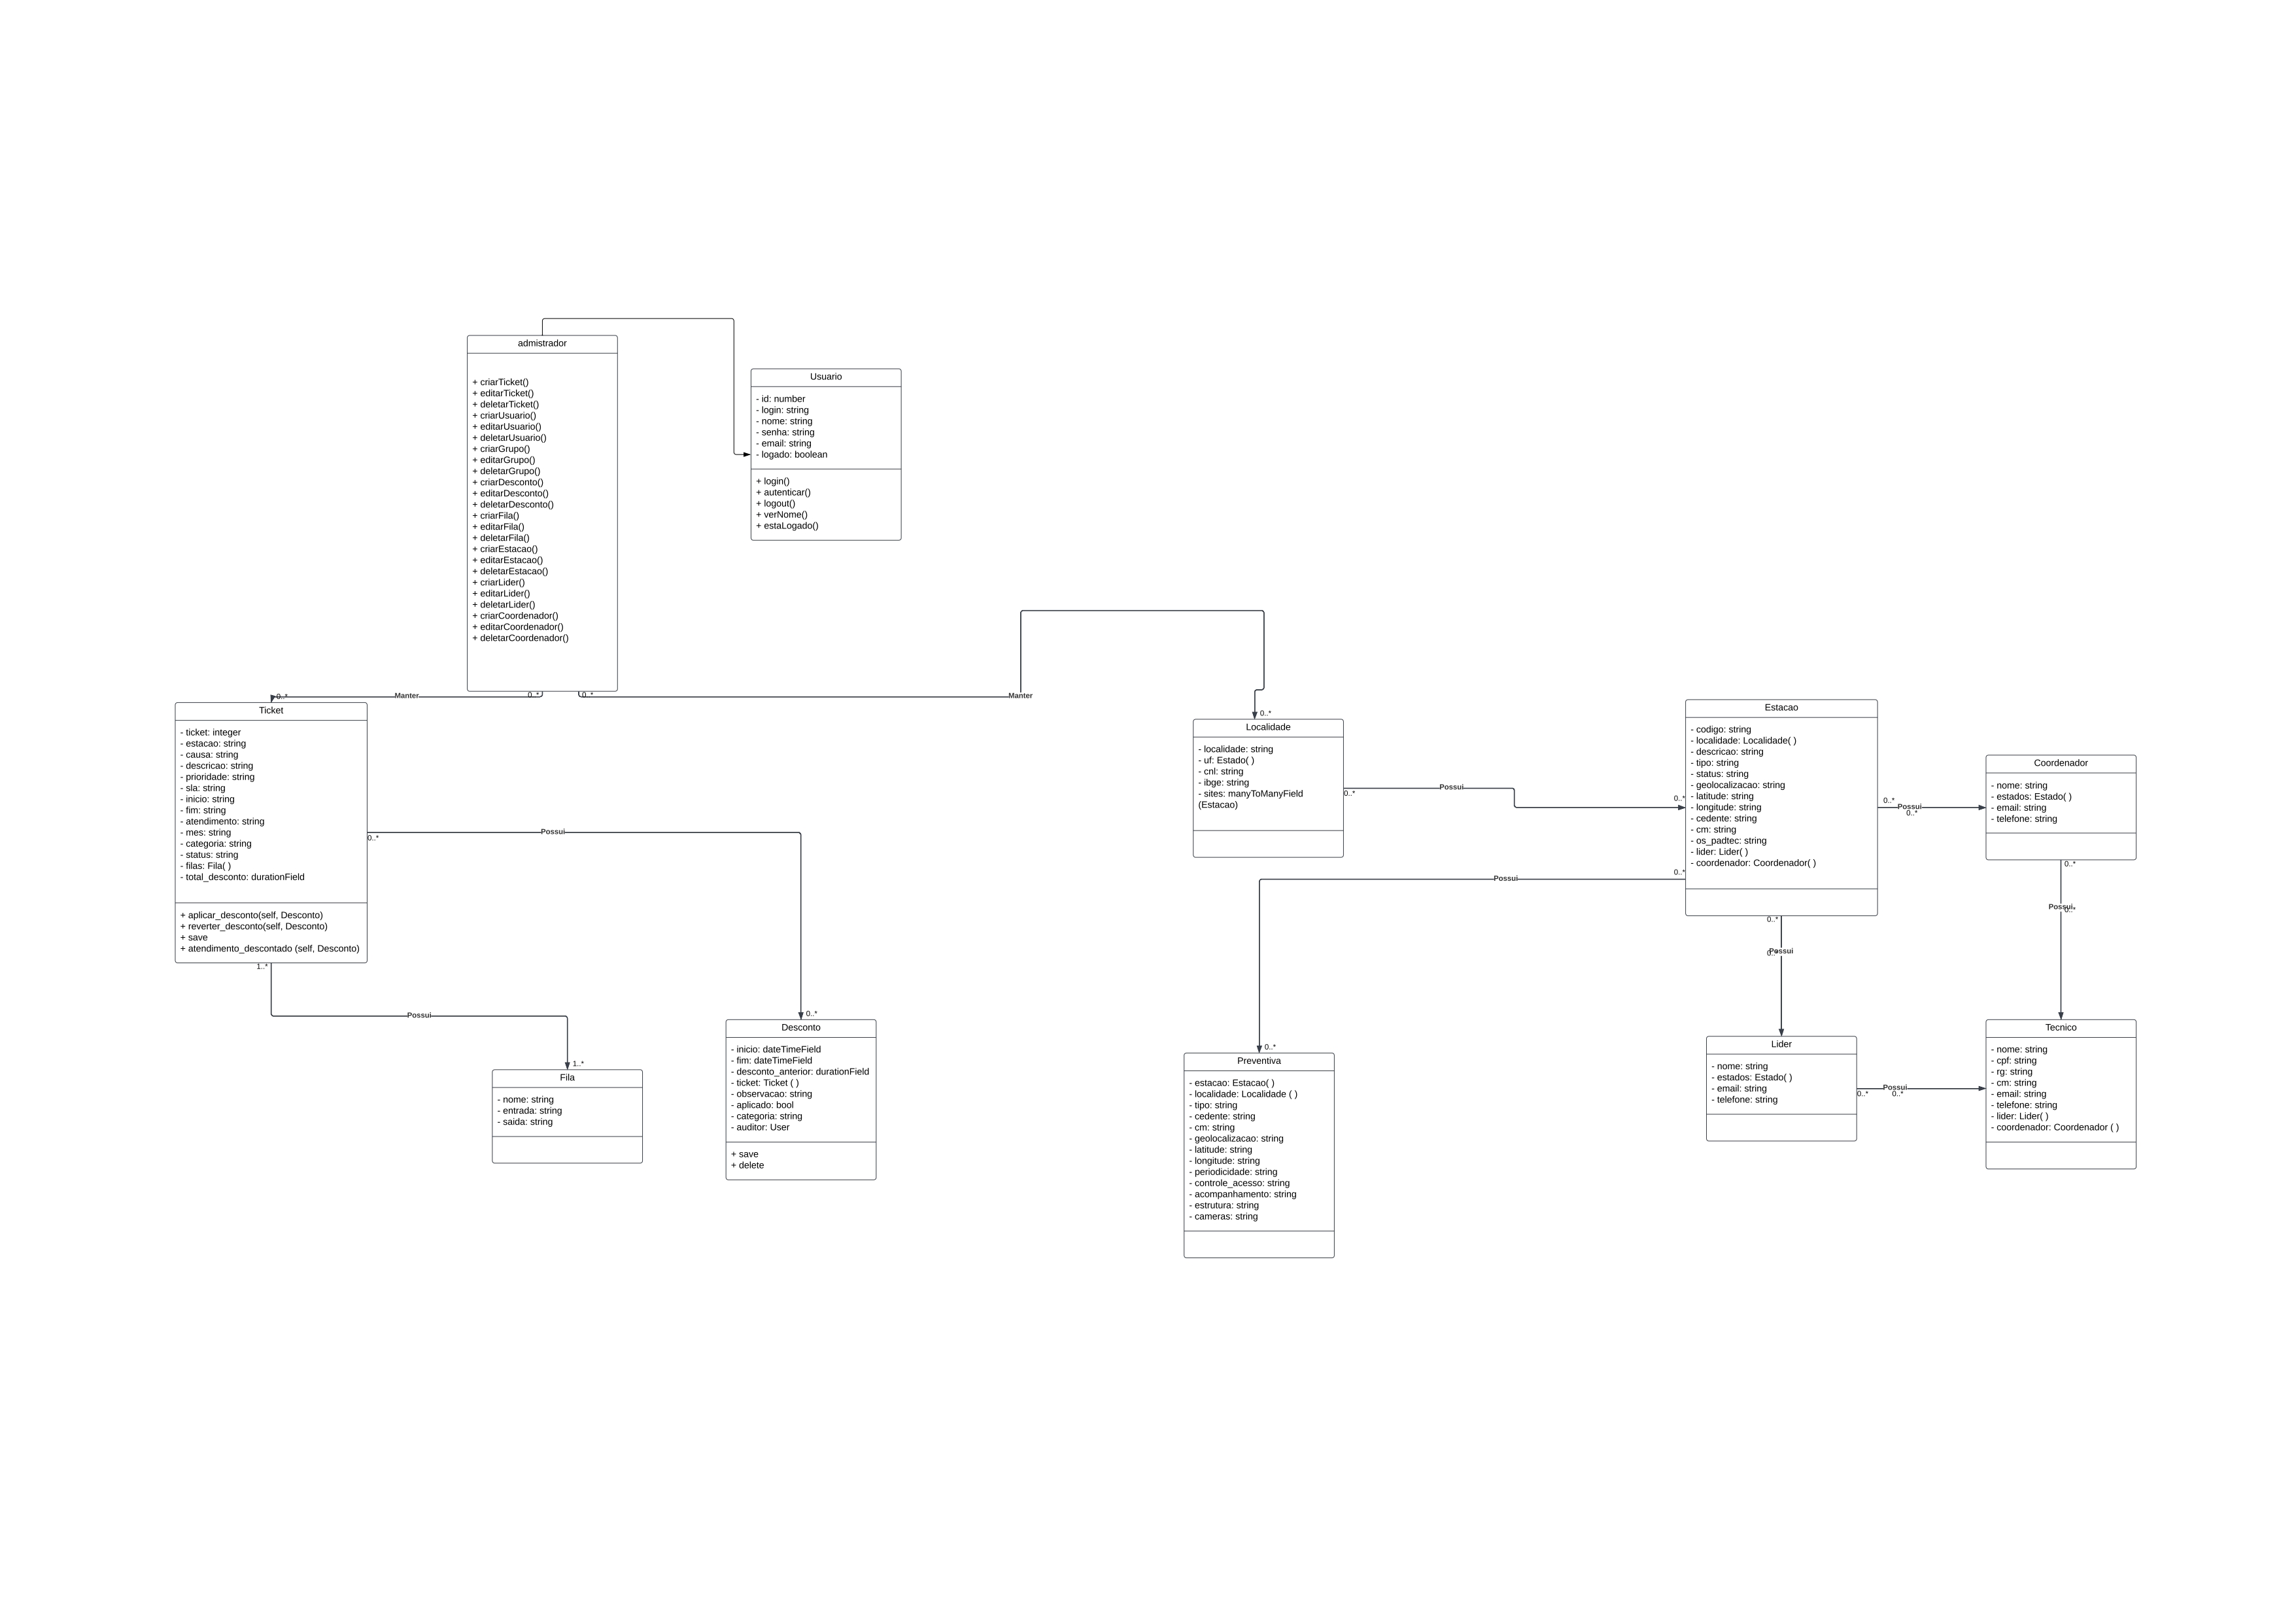 admistrador
+ criarTicket()
+ editarTicket()
+ deletarTicket()
+ criarUsuario()
+ editarUsuario()
+ deletarUsuario()
+ criarGrupo()
+ editarGrupo()
+ deletarGrupo()
+ criarDesconto()
+ editarDesconto()
+ deletarDesconto()
+ criarFila()
+ editarFila()
+ deletarFila()
+ criarEstacao()
+ editarEstacao()
+ deletarEstacao()
+ criarLider()
+ editarLider()
+ deletarLider()
+ criarCoordenador()
+ editarCoordenador()
+ deletarCoordenador()
Usuario
- id: number
- login: string
- nome: string
- senha: string
- email: string
- logado: boolean
+ login()
+ autenticar()
+ logout()
+ verNome()
+ estaLogado()
0..*
Manter
0..*
0..*
Manter
0..*
Ticket
- ticket: integer
- estacao: string
- causa: string
- descricao: string
- prioridade: string
- sla: string
- inicio: string
- fim: string
- atendimento: string
- mes: string
- categoria: string
- status: string
- filas: Fila( )
- total_desconto: durationField
+ aplicar_desconto(self, Desconto)
+ reverter_desconto(self, Desconto)
+ save
+ atendimento_descontado (self, Desconto)
0..*
Possui
0..*
1..*
Possui
1..*
Fila
- nome: string
- entrada: string
- saida: string
Desconto
- inicio: dateTimeField
- fim: dateTimeField
- desconto_anterior: durationField
- ticket: Ticket ( )
- observacao: string
- aplicado: bool
- categoria: string
- auditor: User
+ save
+ delete
Localidade
- localidade: string
- uf: Estado( )
- cnl: string
- ibge: string
- sites: manyToManyField
(Estacao)
0..*
Possui
0..*
Estacao
- codigo: string
- localidade: Localidade( )
- descricao: string
- tipo: string
- status: string
- geolocalizacao: string
- latitude: string
- longitude: string
- cedente: string
- cm: string
- os_padtec: string
- lider: Lider( )
- coordenador: Coordenador( )
0..*
Possui
0..*
Coordenador
- nome: string
- estados: Estado( )
- email: string
- telefone: string
0..*
Possui
0..*
0..*
Possui
0..*
Preventiva
- estacao: Estacao( )
- localidade: Localidade ( )
- tipo: string
- cedente: string
- cm: string
- geolocalizacao: string
- latitude: string
- longitude: string
- periodicidade: string
- controle_acesso: string
- acompanhamento: string
- estrutura: string
- cameras: string
0..*
Possui
0..*
Lider
- nome: string
- estados: Estado( )
- email: string
- telefone: string
0..*
Possui
0..*
Tecnico
- nome: string
- cpf: string
- rg: string
- cm: string
- email: string
- telefone: string
- lider: Lider( )
- coordenador: Coordenador ( )